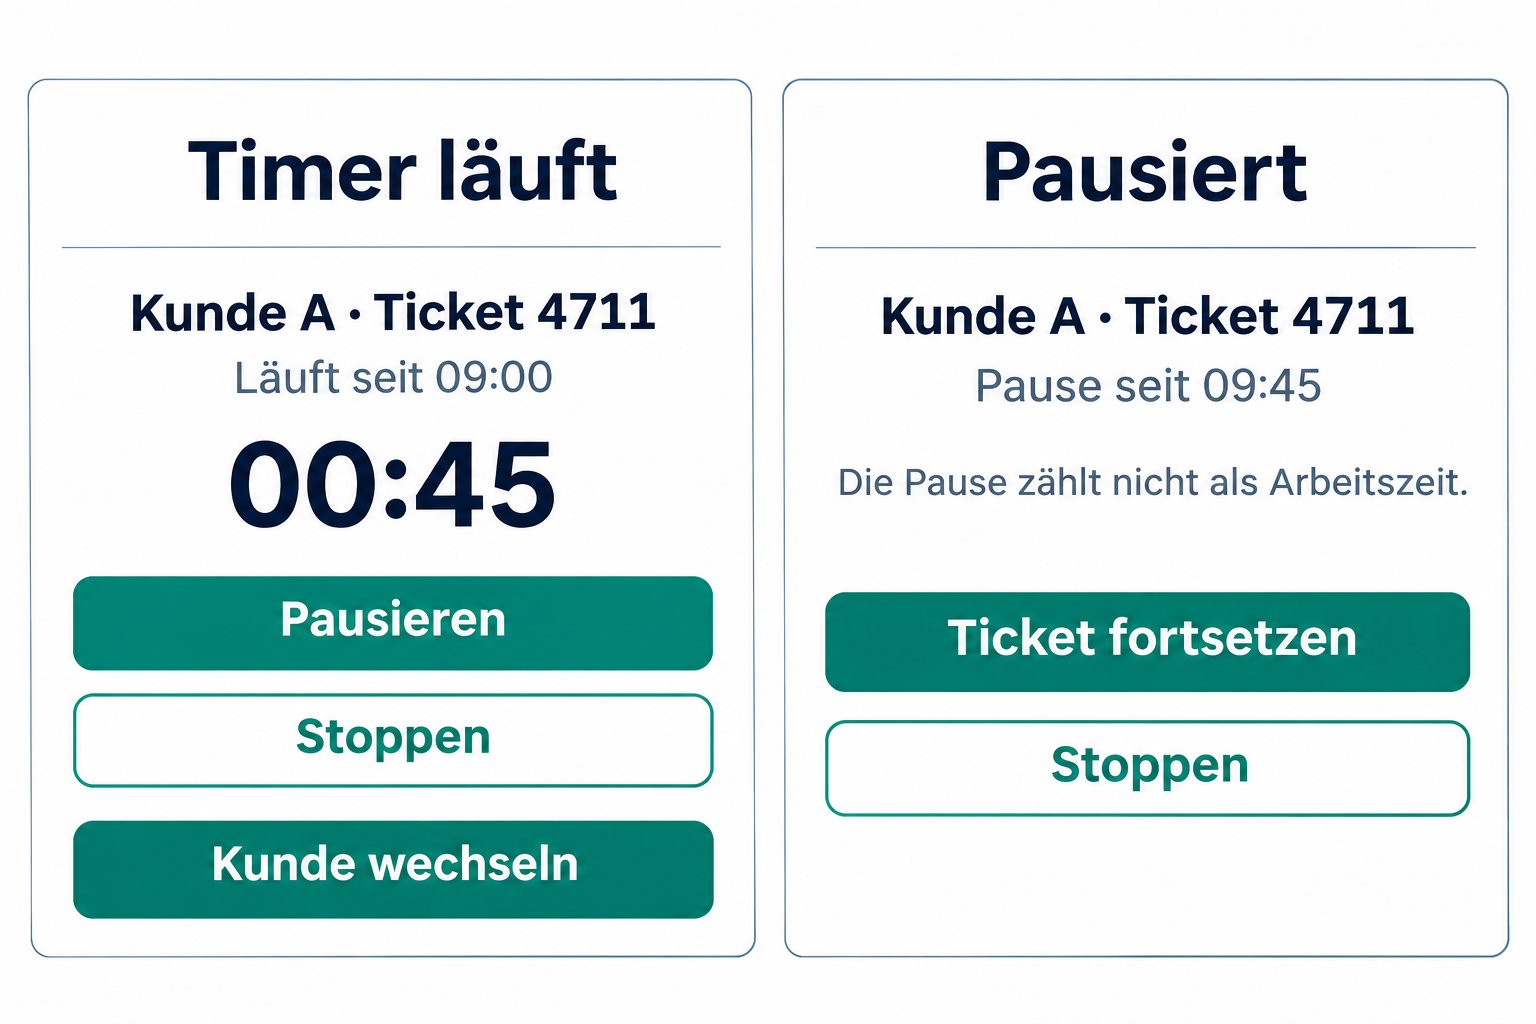 Timer läuft
Kunde A · Ticket 4711
Läuft seit 09:00
00:45
Pausieren
Stoppen
Kunde wechseln
Pausiert
Kunde A · Ticket 4711
Pause seit 09:45
Die Pause zählt nicht als Arbeitszeit.
Ticket fortsetzen
Stoppen